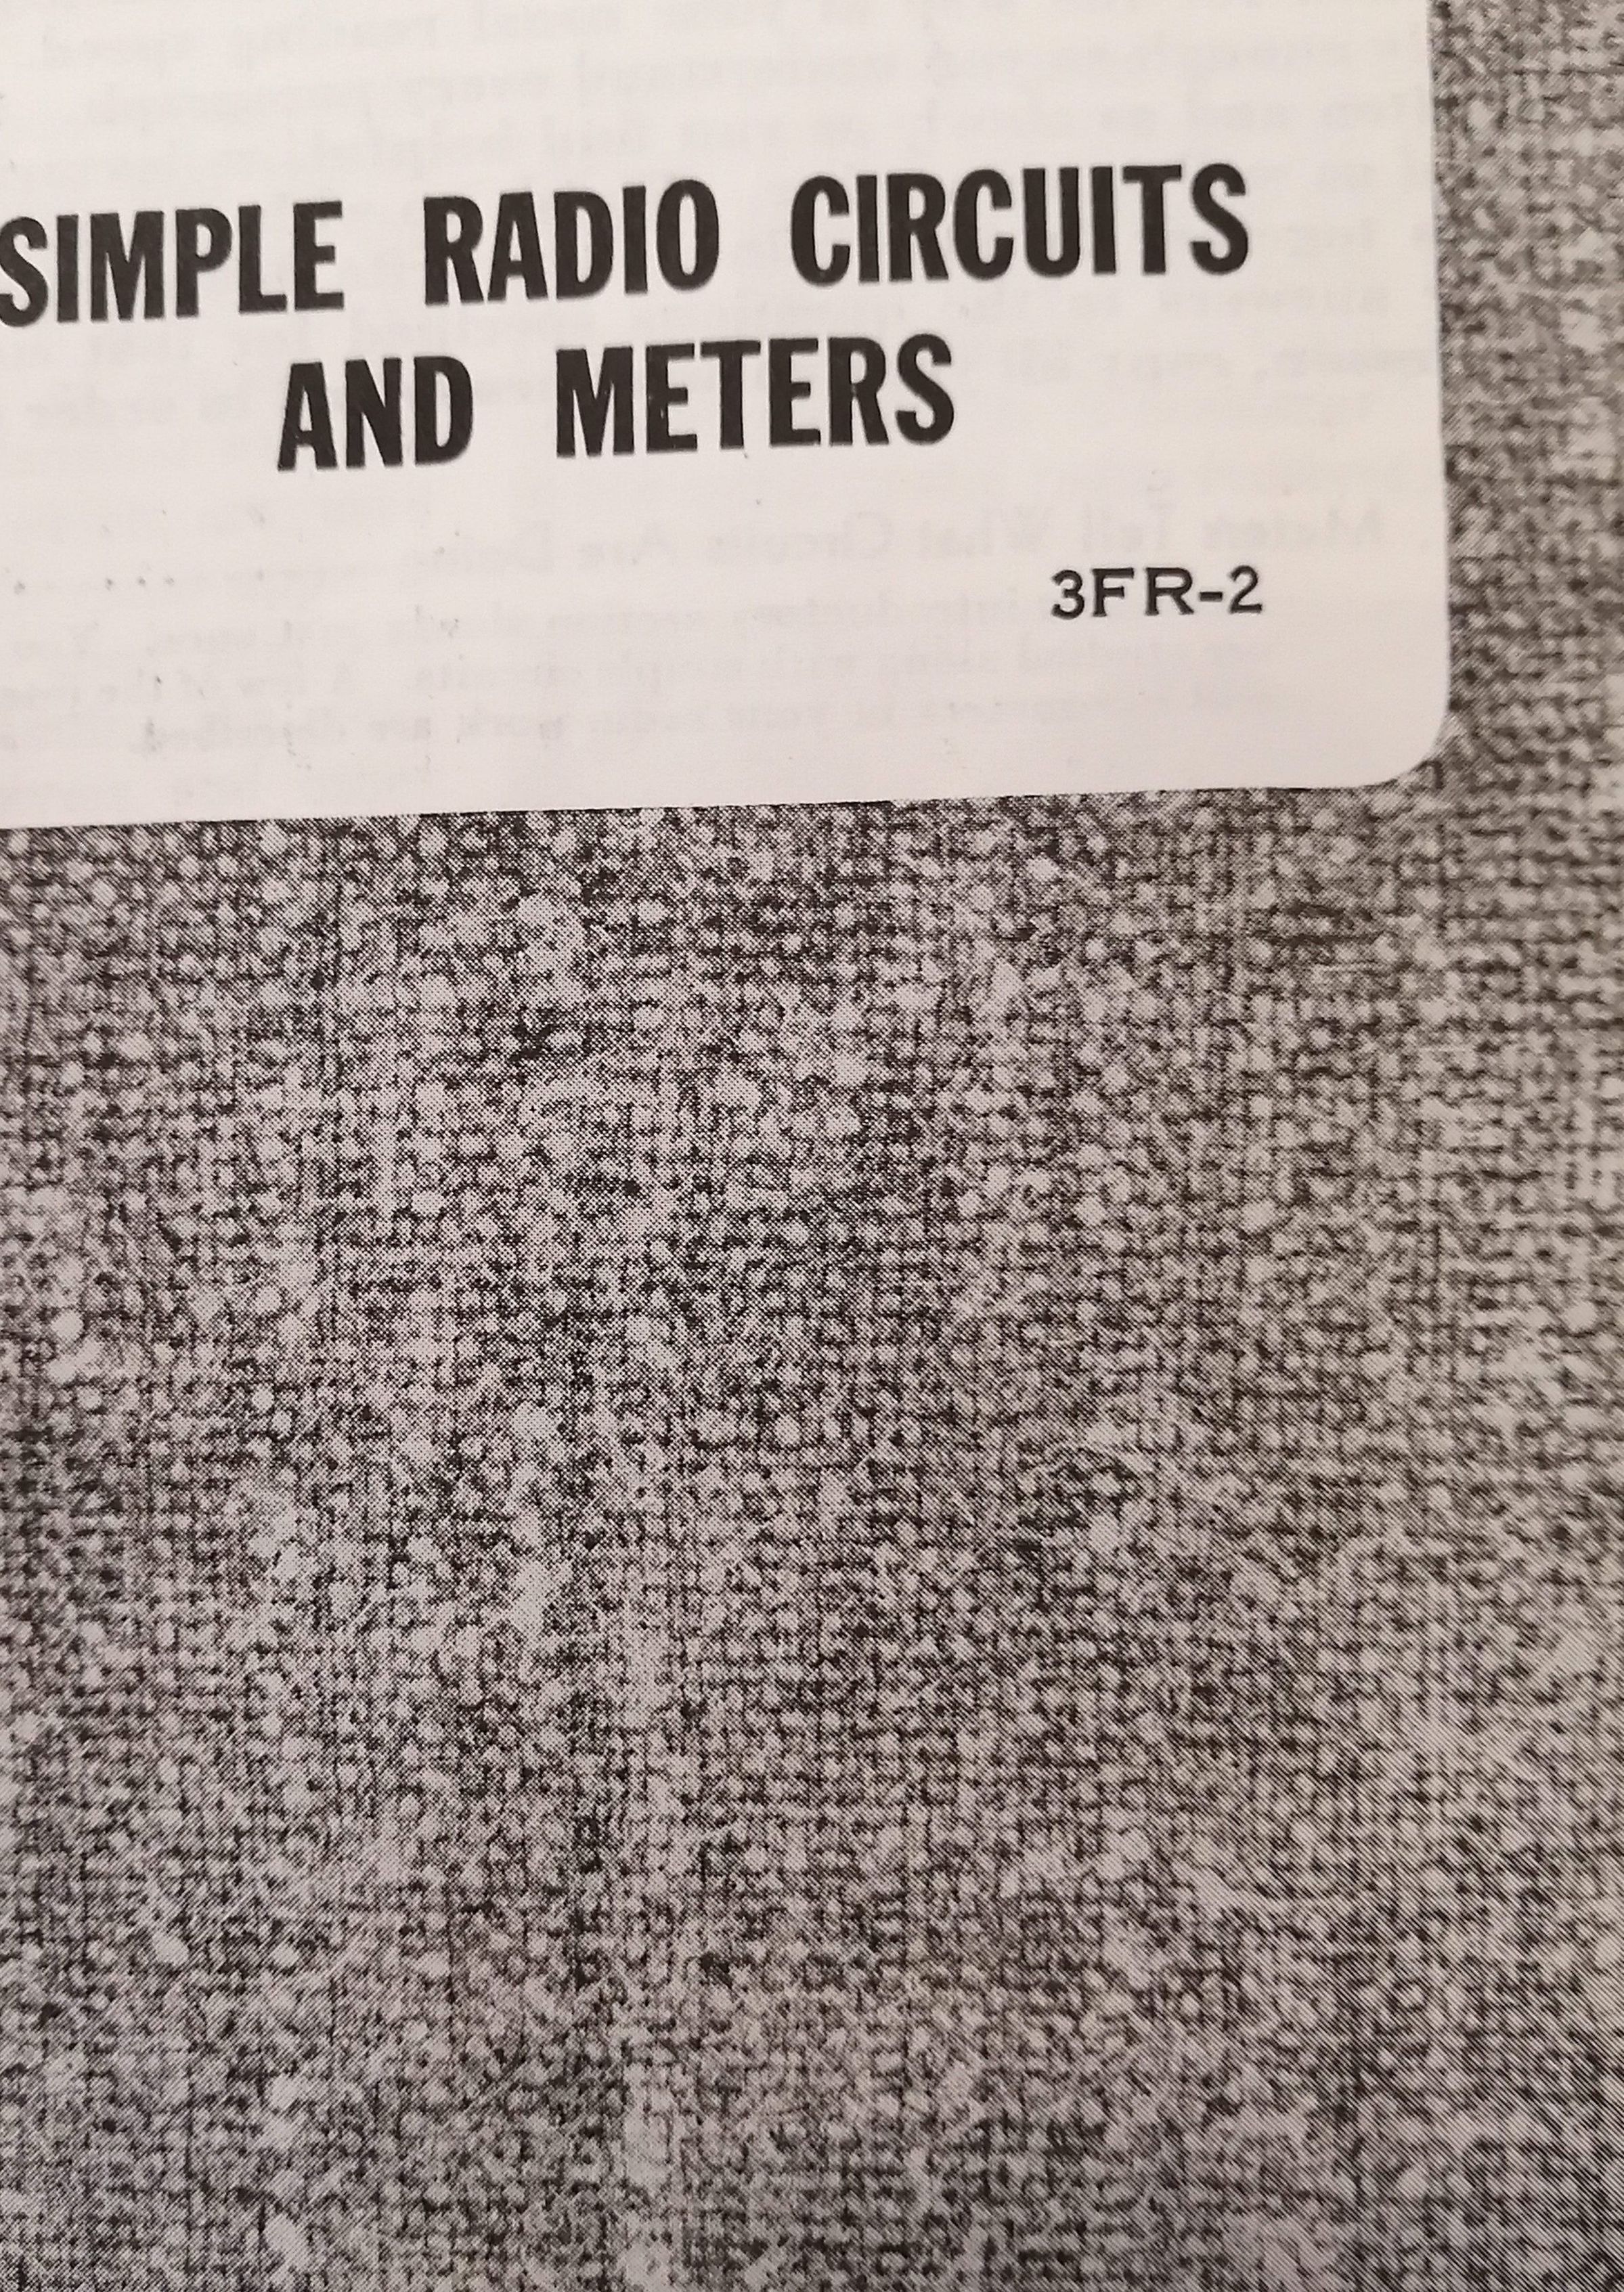 SIMPLE RADIO CIRCUITS
AND METERS
3FR-2